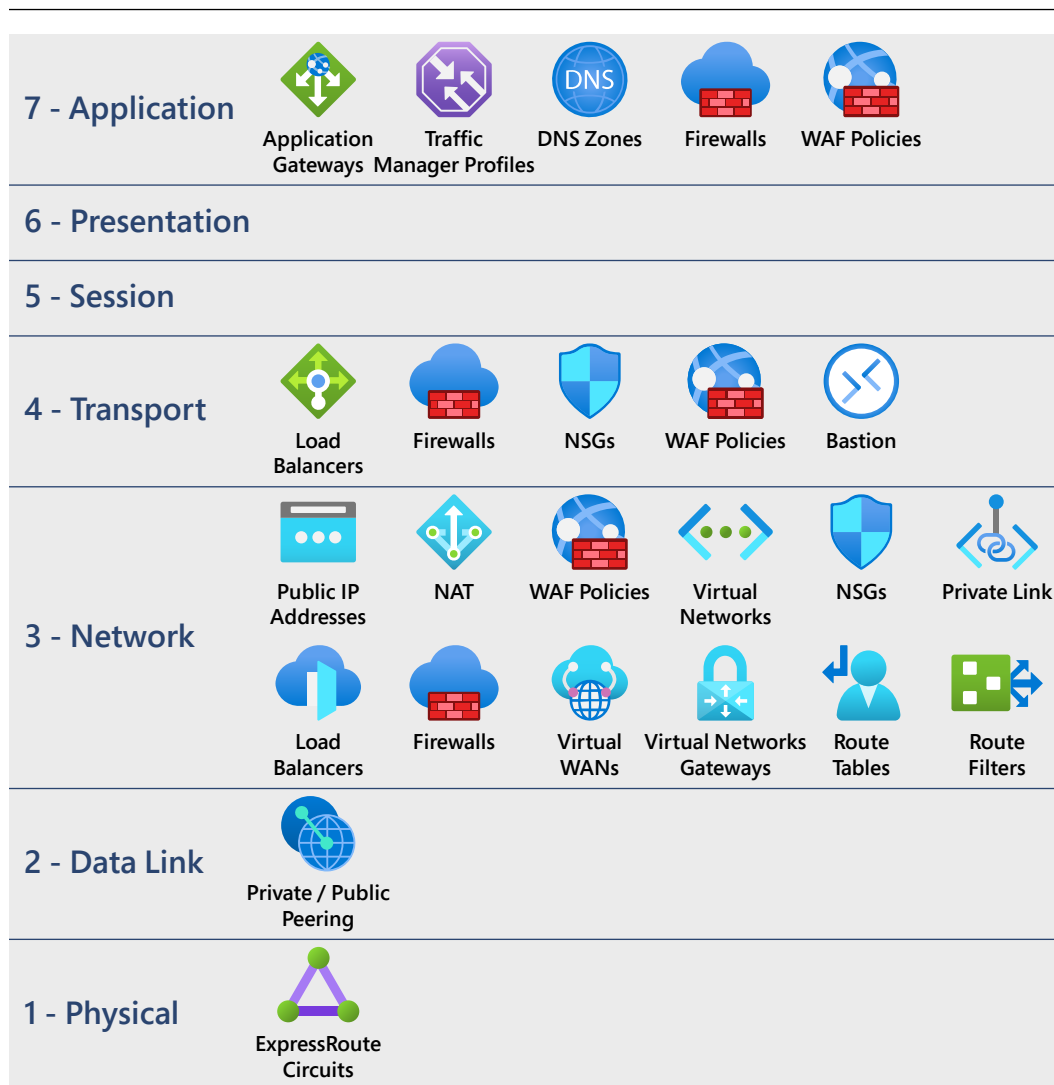 7 - Application
DNS
Application
Gateways
Traffic
Manager Profiles
DNS Zones
Firewalls
WAF Policies
6 - Presentation
5 - Session
4 - Transport
Load
Balancers
Firewalls
NSGs
WAF Policies
Bastion
3 - Network
Public IP
Addresses
NAT
WAF Policies
Virtual
Networks
NSGs
Private Link
Load
Balancers
Firewalls
Virtual
WANs
Virtual Networks
Gateways
Route
Tables
Route
Filters
2 - Data Link
Private / Public
Peering
1 - Physical
ExpressRoute
Circuits